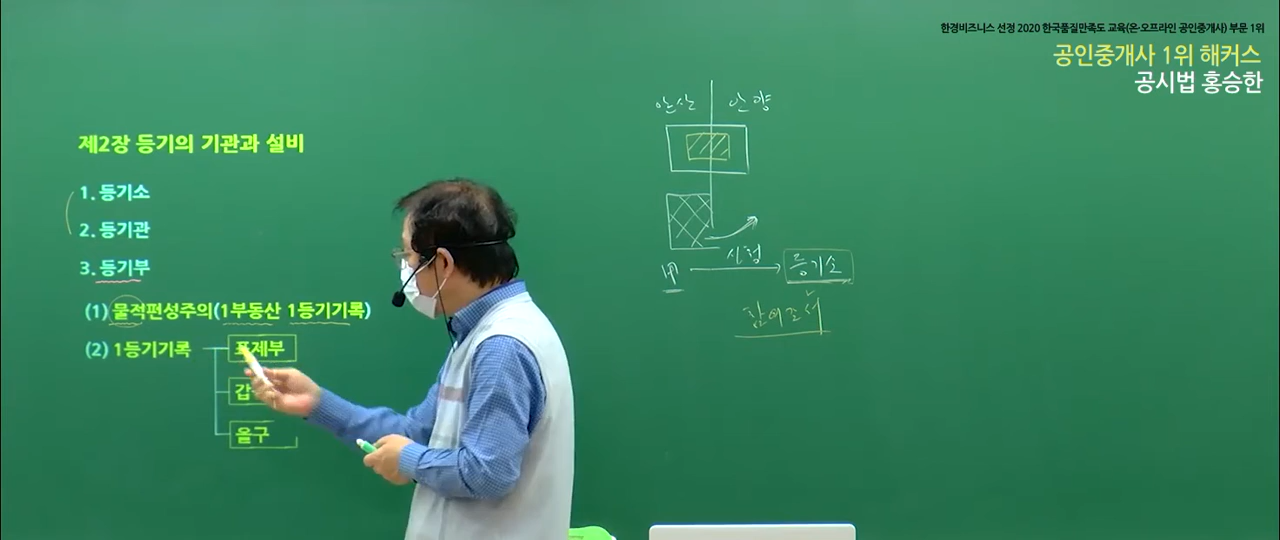 한경비즈니스 선정 2020 한국품질만족도 교육(온·오프라인 공인중개사) 부문 1위
공인중개사 1위 해커스
공시법 홍승한
제2장 등기의 기관과 설비
1. 등기소
2. 등기관
3. 등기부
(1) 물적편성주의(1부동산 1등기기록)
(2) 1등기기록
표제부
갑
을구
안산 안양
甲 신청 등기소